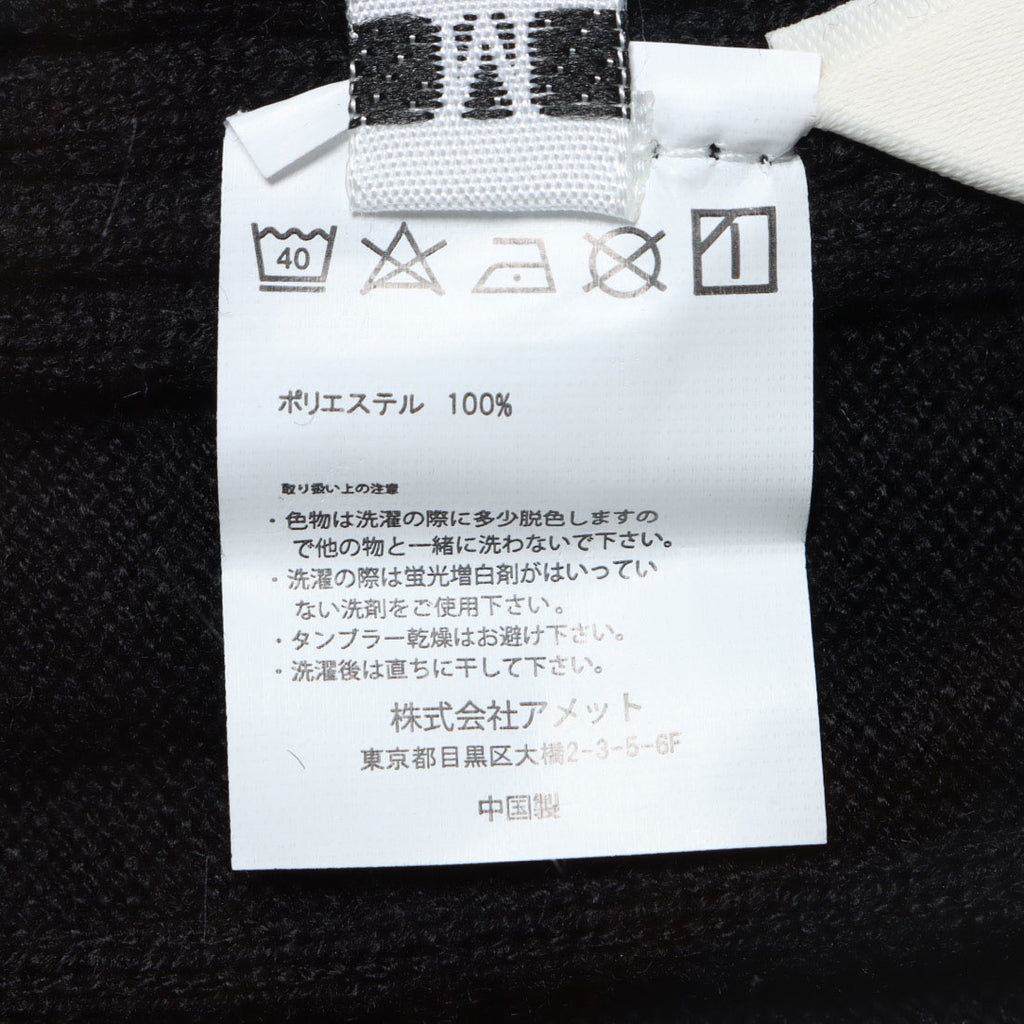 40
ポリエステル 100%
取り扱い上の注意
・色物は洗濯の際に多少脱色しますの
で他の物と一緒に洗わないで下さい。
・洗濯の際は蛍光増白剤がはいってい
ない洗剤をご使用下さい。
・タンブラー乾燥はお避け下さい。
・洗濯後は直ちに干して下さい。
株式会社アメット
東京都目黒区大橋2-3-5-6F
中国製